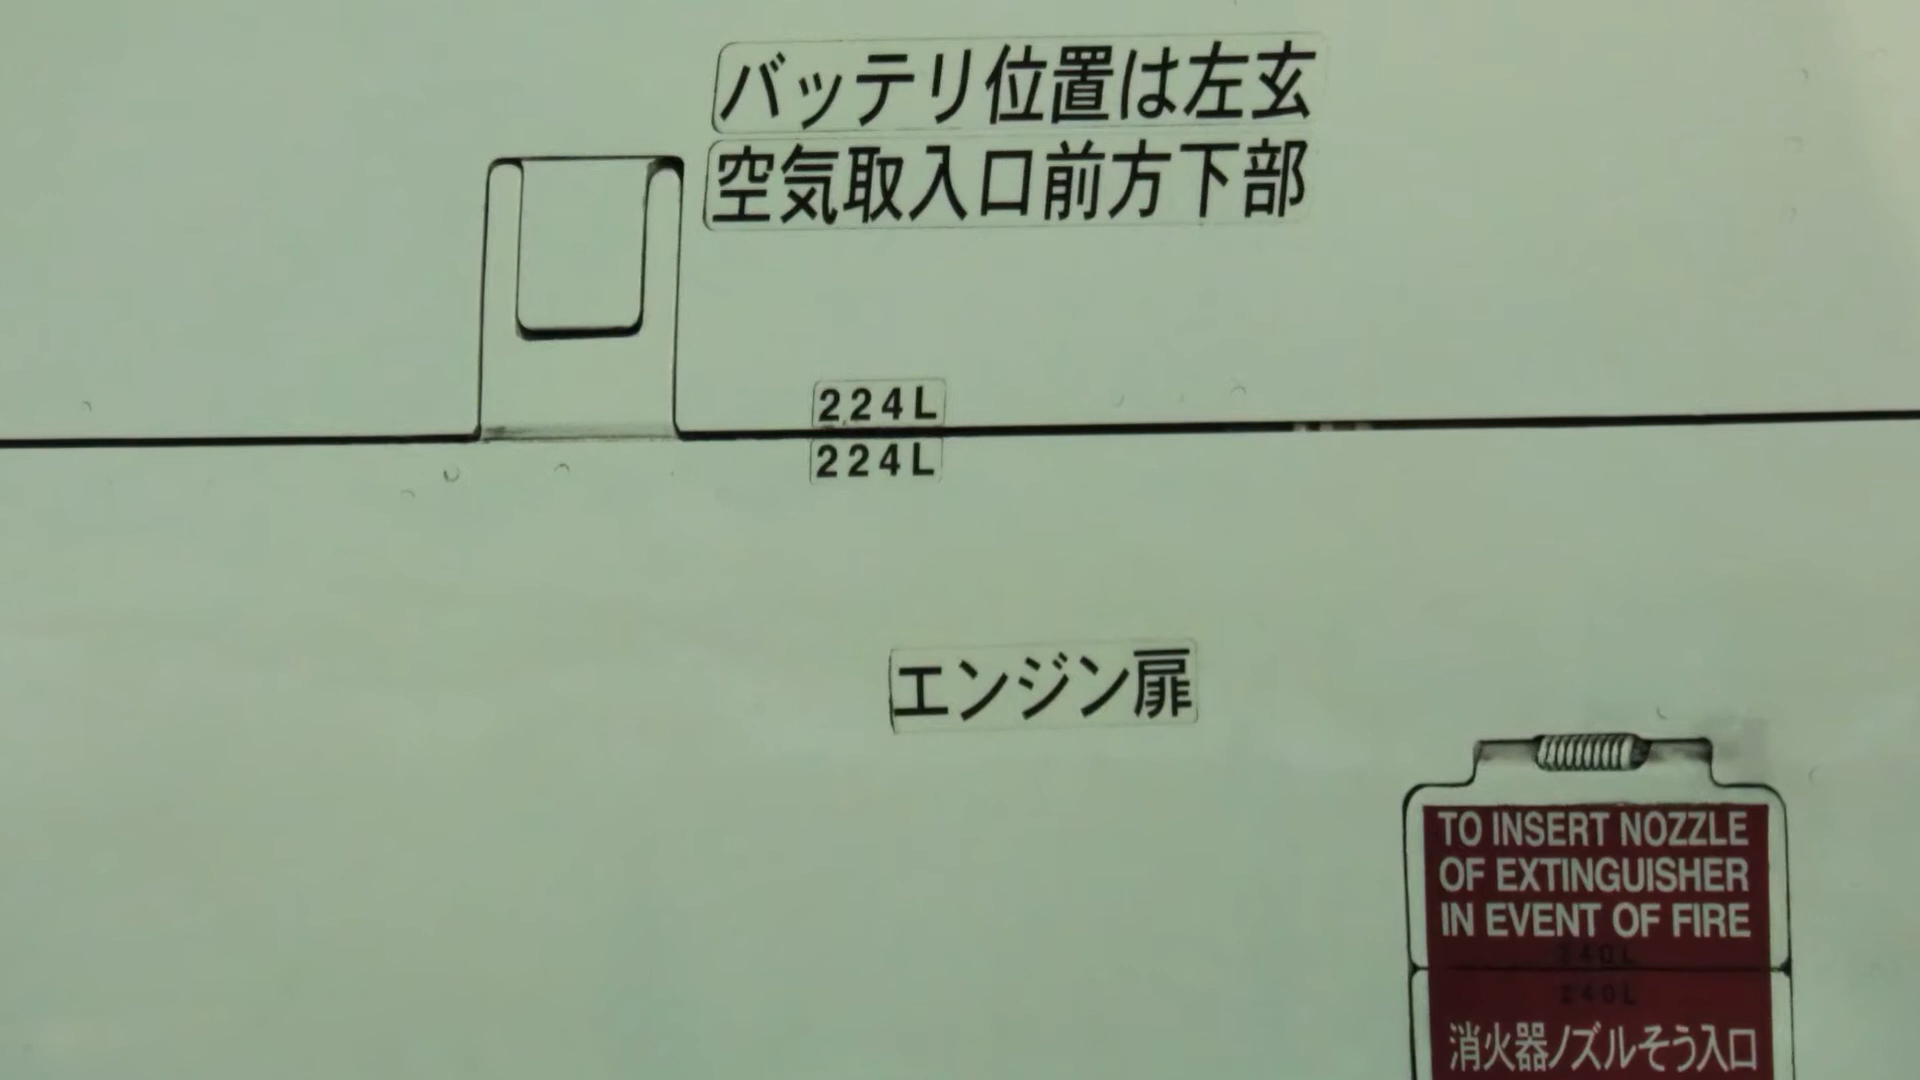 バッテリ位置は左玄
空気取入口前方下部
224L
224L
エンジン扉
TO INSERT NOZZLE
OF EXTINGUISHER
IN EVENT OF FIRE
240L
240L
消火器ノズルそう入口